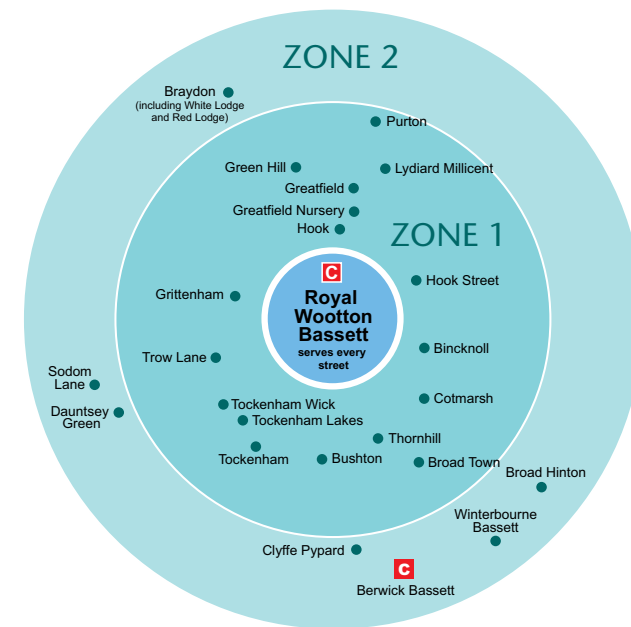 ZONE 2
Braydon
(including White Lodge
and Red Lodge)
Purton
Green Hill
Lydiard Millicent
Greatfield
Greatfield Nursery
Hook
ZONE 1
C
Royal
Wootton
Bassett
serves every
street
Hook Street
Grittenham
Bincknoll
Trow Lane
Sodom
Lane
Dauntsey
Green
Cotmarsh
Tockenham Wick
Tockenham Lakes
Tockenham
Thornhill
Bushton
Broad Town
Broad Hinton
Winterbourne
Bassett
Clyffe Pypard
C
Berwick Bassett